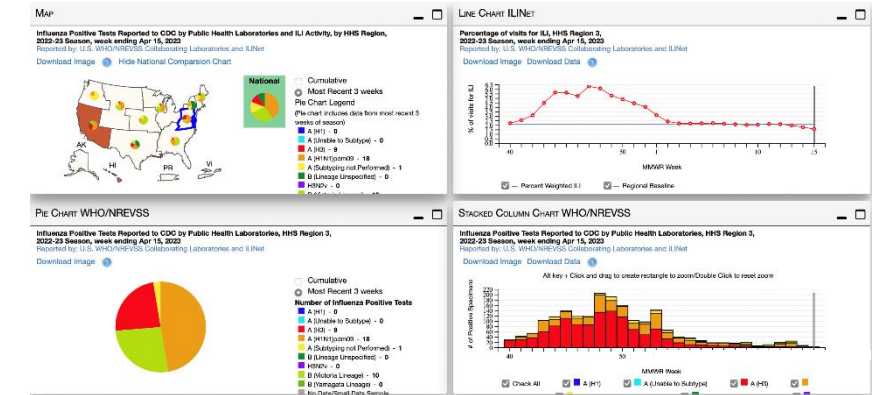 MAP
Influenza Positive Tests Reported to CDC by Public Health Laboratories and ILI Activity, by HHS Region,
2022-23 Season, week ending Apr 15, 2023
Reported by: U.S. WHO/NREVSS Collaborating Laboratories and ILINet
Download Image Hide National Comparsion Chart
National
Cumulative
Most Recent 3 weeks
Pie Chart Legend
(Pie chart includes data from most recent 3
weeks of season)
A (H1) - 0
A (Unable to Subtype) - 0
A (H3) - 9
A (H1N1)pdm09 - 18
A (Subtyping not Performed) - 1
B (Lineage Unspecified) - 0
H3N2v - 0
AK
HI
PR
VI
LINE CHART ILINET
Percentage of visits for ILI, HHS Region 3,
2022-23 Season, week ending Apr 15, 2023
Reported by: U.S. WHO/NREVSS Collaborating Laboratories and ILINet
Download Image Download Data
% of visits for ILI
40 50 1 15
MMWR Week
Percent Weighted ILI Regional Baseline
PIE CHART WHO/NREVSS
Influenza Positive Tests Reported to CDC by Public Health Laboratories, HHS Region 3,
2022-23 Season, week ending Apr 15, 2023
Reported by: U.S. WHO/NREVSS Collaborating Laboratories and ILINet
Download Image
Cumulative
Most Recent 3 weeks
Number of Influenza Positive Tests
A (H1) - 0
A (Unable to Subtype) - 0
A (H3) - 9
A (H1N1)pdm09 - 18
A (Subtyping not Performed) - 1
B (Lineage Unspecified) - 0
H3N2v - 0
B (Victoria Lineage) - 10
B (Yamagata Lineage) - 0
No Data/Small Data Sample
STACKED COLUMN CHART WHO/NREVSS
Influenza Positive Tests Reported to CDC by Public Health Laboratories, HHS Region 3,
2022-23 Season, week ending Apr 15, 2023
Reported by: U.S. WHO/NREVSS Collaborating Laboratories and ILINet
Download Image Download Data
Alt key + Click and drag to create rectangle to zoom/Double Click to reset zoom
# of Positive Specimens
40 50
MMWR Week
Check All A (H1) A (Unable to Subtype) A (H3)